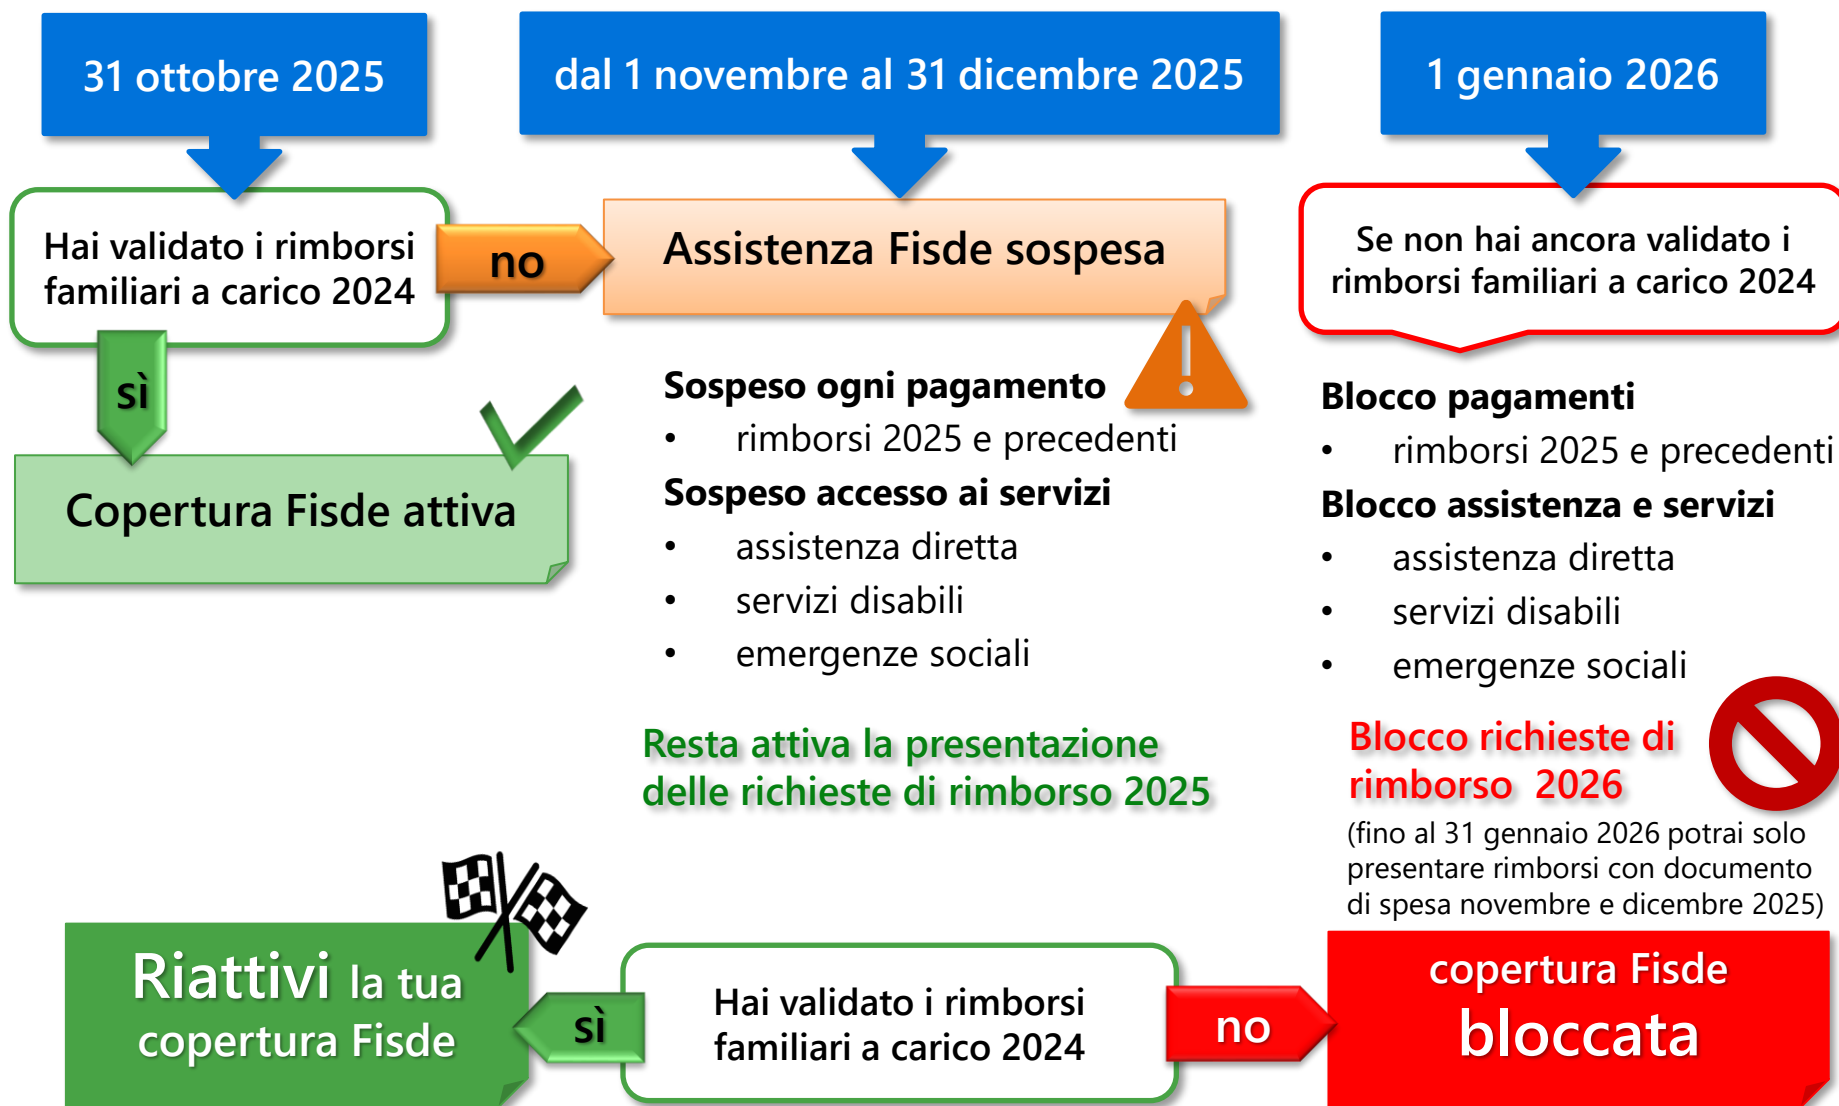 31 ottobre 2025
dal 1 novembre al 31 dicembre 2025
1 gennaio 2026
Hai validato i rimborsi
familiari a carico 2024
no
Assistenza Fisde sospesa
Se non hai ancora validato i
rimborsi familiari a carico 2024
sì
Copertura Fisde attiva
Sospeso ogni pagamento
• rimborsi 2025 e precedenti
Sospeso accesso ai servizi
• assistenza diretta
• servizi disabili
• emergenze sociali
Resta attiva la presentazione
delle richieste di rimborso 2025
Blocco pagamenti
• rimborsi 2025 e precedenti
Blocco assistenza e servizi
• assistenza diretta
• servizi disabili
• emergenze sociali
Blocco richieste di
rimborso 2026
(fino al 31 gennaio 2026 potrai solo
presentare rimborsi con documento
di spesa novembre e dicembre 2025)
Riattivi la tua
copertura Fisde
sì
Hai validato i rimborsi
familiari a carico 2024
no
copertura Fisde
bloccata